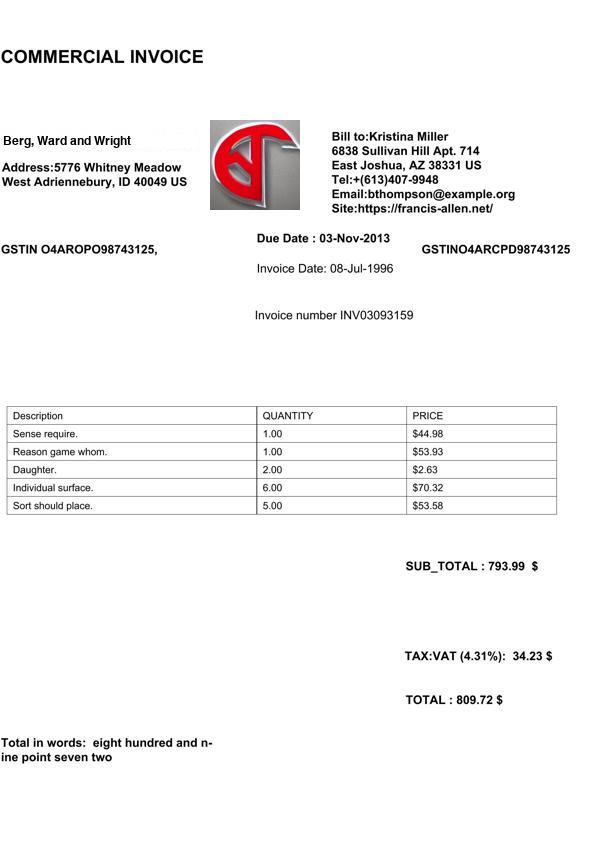 COMMERCIAL INVOICE
Berg, Ward and Wright
Address:5776 Whitney Meadow
West Adriennebury, ID 40049 US
Bill to:Kristina Miller
6838 Sullivan Hill Apt. 714
East Joshua, AZ 38331 US
Tel:+(613)407-9948
Email:bthompson@example.org
Site:https://francis-allen.net/
GSTIN O4AROPO98743125,
Due Date : 03-Nov-2013
GSTINO4ARCPD98743125
Invoice Date: 08-Jul-1996
Invoice number INV03093159
Description QUANTITY PRICE
Sense require. 1.00 $44.98
Reason game whom. 1.00 $53.93
Daughter. 2.00 $2.63
Individual surface. 6.00 $70.32
Sort should place. 5.00 $53.58
SUB_TOTAL : 793.99 $
TAX:VAT (4.31%): 34.23 $
TOTAL : 809.72 $
Total in words: eight hundred and n-
ine point seven two